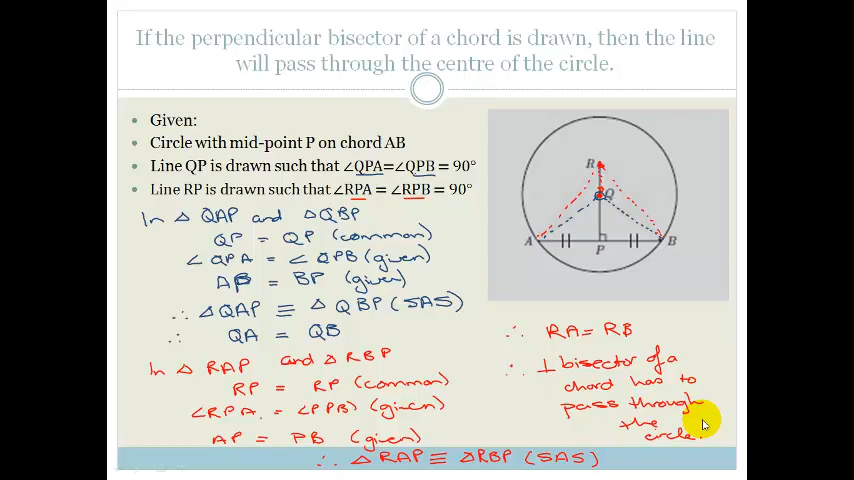 If the perpendicular bisector of a chord is drawn, then the line
will pass through the centre of the circle.
Given:
Circle with mid-point P on chord AB
Line QP is drawn such that ∠QPA=∠QPB = 90°
Line RP is drawn such that ∠RPA = ∠RPB = 90°
In △ QAP and △QBP
QP = QP (common)
∠ QPA = ∠ QPB (given)
AP = BP (given)
∴ △QAP ≡ △ QBP (SAS)
∴ QA = QB
In △ RAP and △ RBP
RP = RP (common)
∠RPA = ∠PPB (given)
AP = PB (given)
∴ △ RAP ≡ △RBP (SAS)
R
Q
A
P
B
∴ RA = RB
∴ ⊥ bisector of a
chord has to
pass through
the
circle.